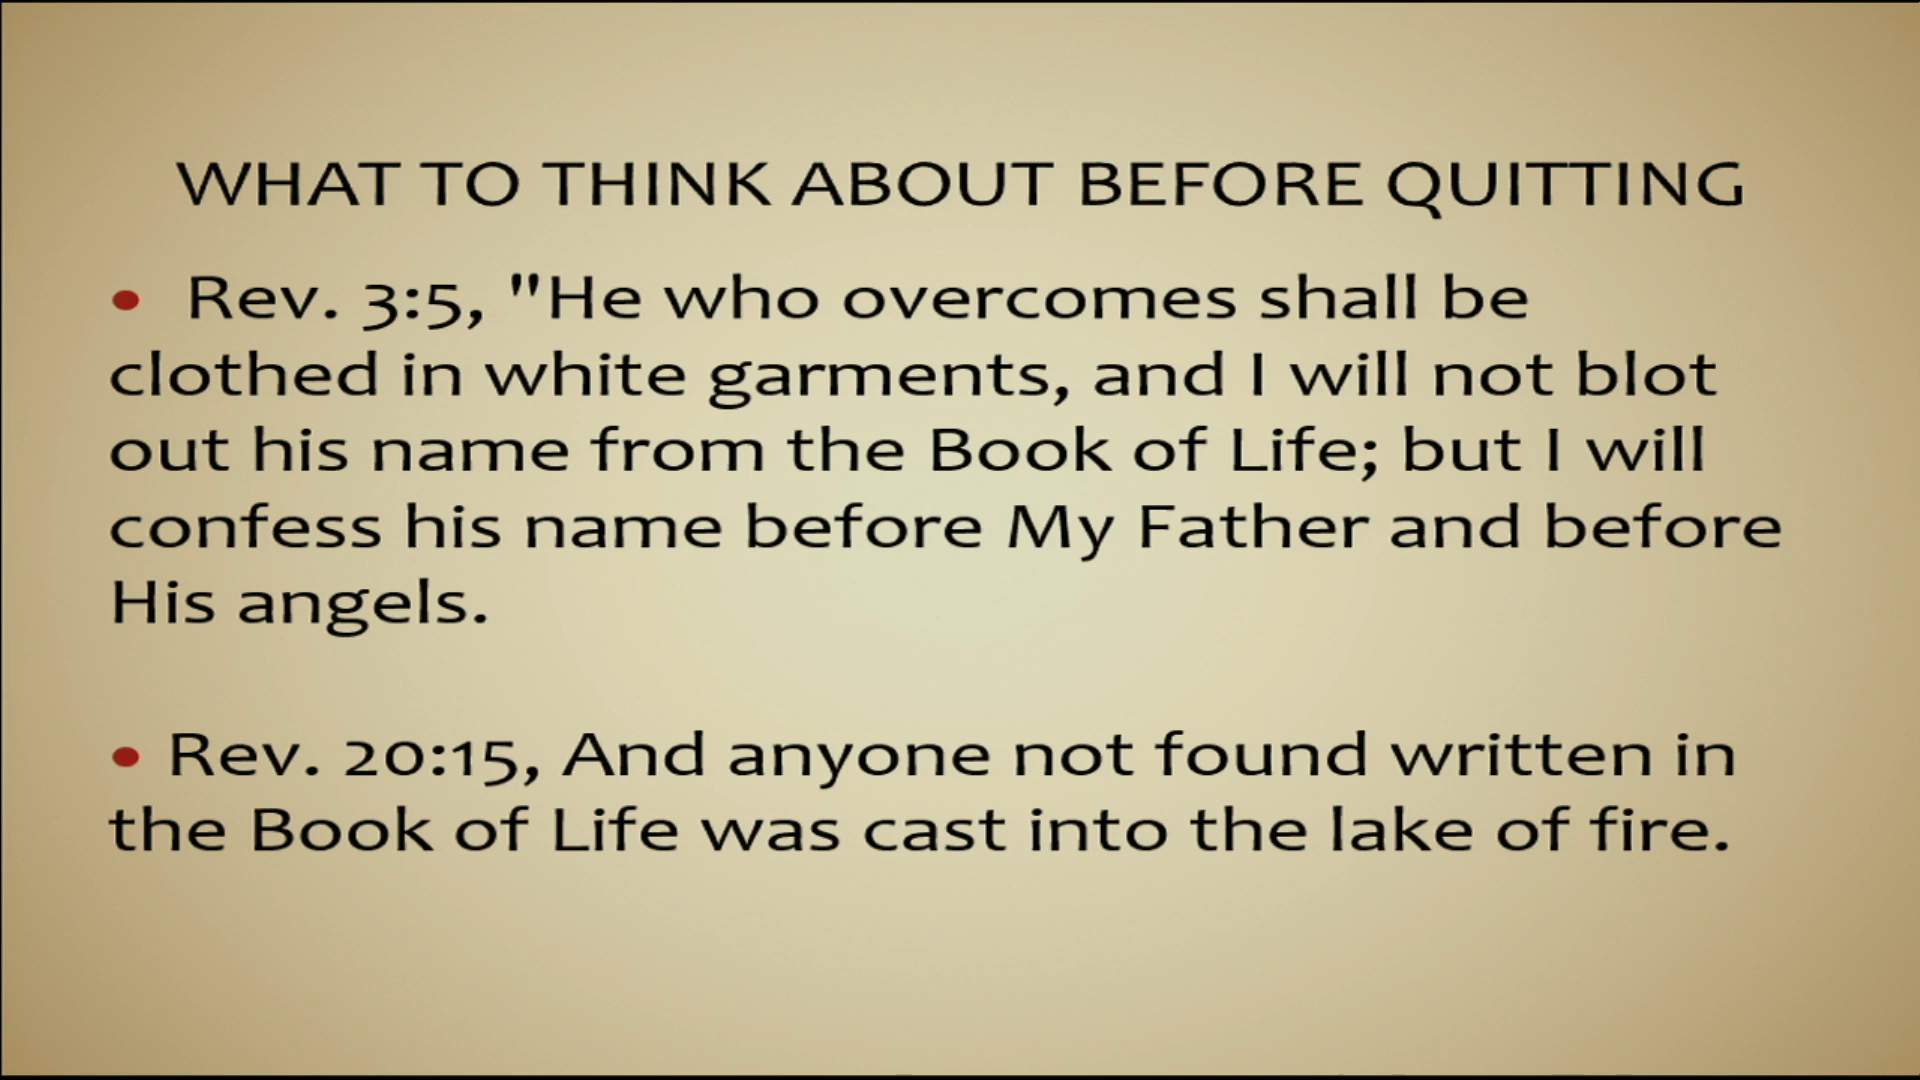 WHAT TO THINK ABOUT BEFORE QUITTING
• Rev. 3:5, "He who overcomes shall be
clothed in white garments, and I will not blot
out his name from the Book of Life; but I will
confess his name before My Father and before
His angels.
• Rev. 20:15, And anyone not found written in
the Book of Life was cast into the lake of fire.